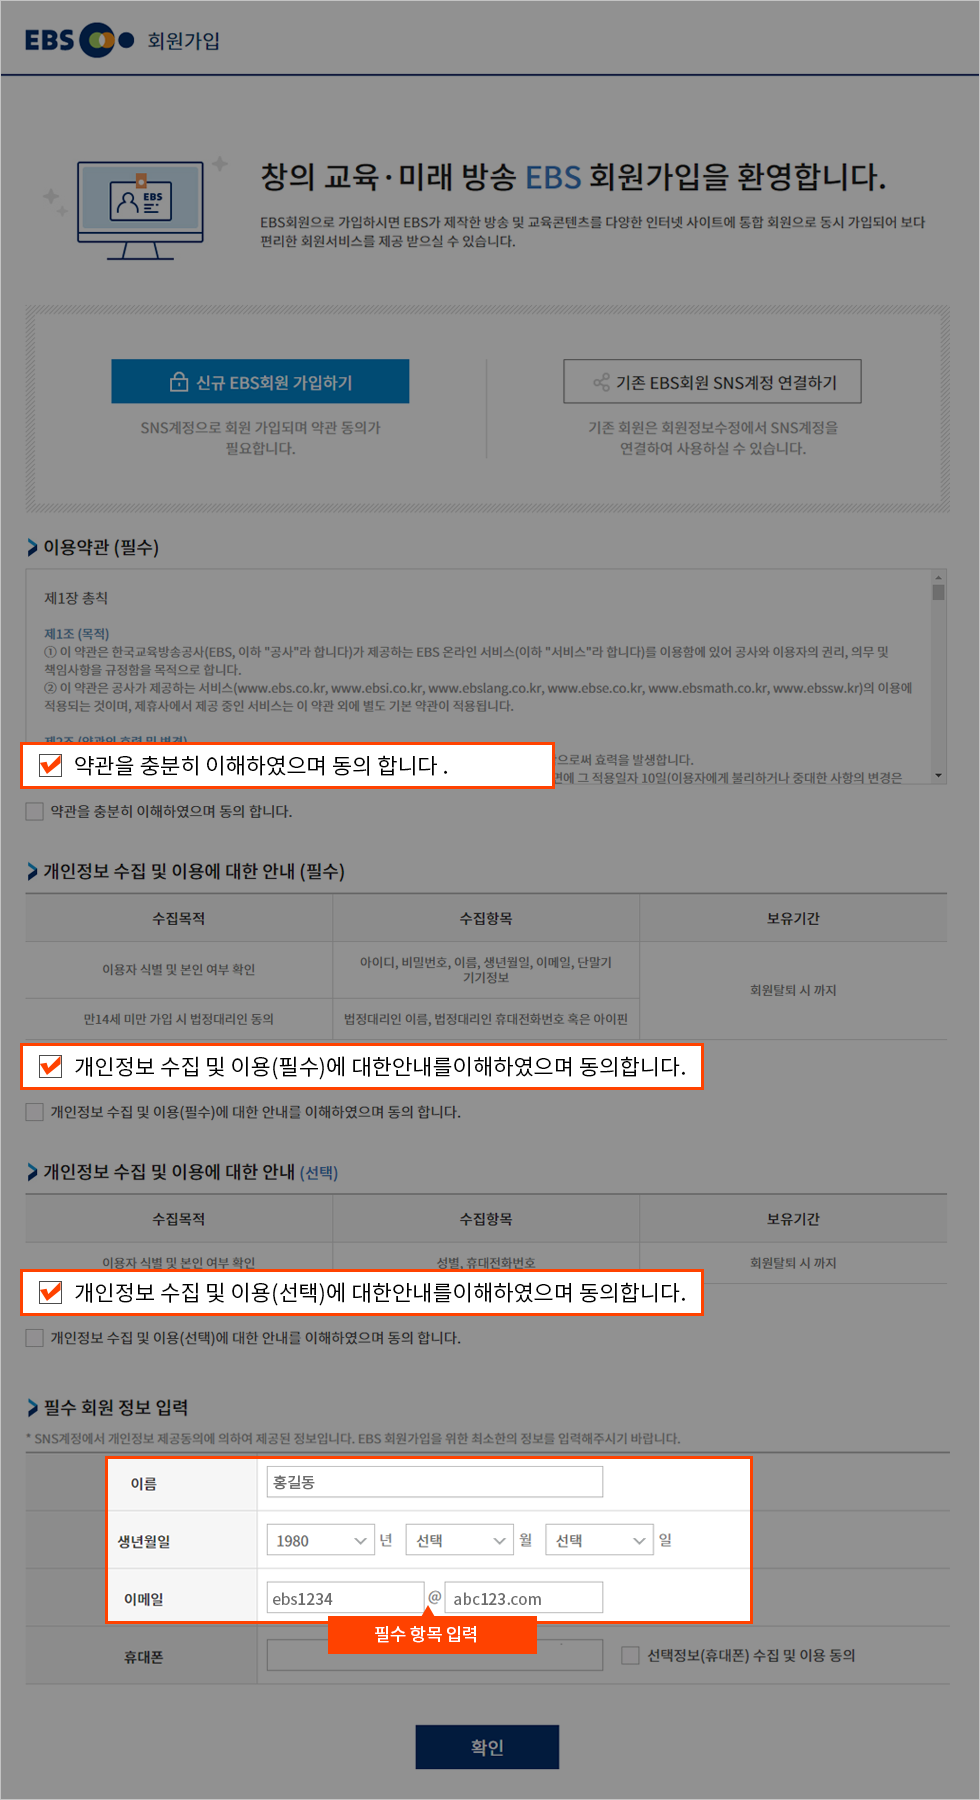 EBS 회원가입
EBS
창의 교육·미래 방송 EBS 회원가입을 환영합니다.
EBS회원으로 가입하시면 EBS가 제작한 방송 및 교육콘텐츠를 다양한 인터넷 사이트에 통합 회원으로 동시 가입되어 보다
편리한 회원서비스를 제공 받으실 수 있습니다.
신규 EBS회원 가입하기
SNS계정으로 회원 가입되며 약관 동의가
필요합니다.
기존 EBS회원 SNS계정 연결하기
기존 회원은 회원정보수정에서 SNS계정을
연결하여 사용하실 수 있습니다.
이용약관 (필수)
제1장 총칙
제1조 (목적)
① 이 약관은 한국교육방송공사(EBS, 이하 "공사"라 합니다)가 제공하는 EBS 온라인 서비스(이하 "서비스"라 합니다)를 이용함에 있어 공사와 이용자의 권리, 의무 및
책임사항을 규정함을 목적으로 합니다.
② 이 약관은 공사가 제공하는 서비스(www.ebs.co.kr, www.ebsi.co.kr, www.ebslang.co.kr, www.ebse.co.kr, www.ebsmath.co.kr, www.ebssw.kr)의 이용에
적용되는 것이며, 제휴사에서 제공 중인 서비스는 이 약관 외에 별도 기본 약관이 적용됩니다.
제2조 (약관의 효력 및 변경)
으로써 효력을 발생합니다.
면에 그 적용일자 10일(이용자에게 불리하거나 중대한 사항의 변경은
약관을 충분히 이해하였으며 동의 합니다 .
약관을 충분히 이해하였으며 동의 합니다.
개인정보 수집 및 이용에 대한 안내 (필수)
수집목적 수집항목 보유기간
이용자 식별 및 본인 여부 확인
아이디, 비밀번호, 이름, 생년월일, 이메일, 단말기
기기정보
회원탈퇴 시 까지
만14세 미만 가입 시 법정대리인 동의 법정대리인 이름, 법정대리인 휴대전화번호 혹은 아이핀
개인정보 수집 및 이용(필수)에 대한안내를이해하였으며 동의합니다.
개인정보 수집 및 이용(필수)에 대한 안내를 이해하였으며 동의 합니다.
개인정보 수집 및 이용에 대한 안내 (선택)
수집목적 수집항목 보유기간
이용자 식별 및 본인 여부 확인 성별, 휴대전화번호 회원탈퇴 시 까지
개인정보 수집 및 이용(선택)에 대한안내를이해하였으며 동의합니다.
개인정보 수집 및 이용(선택)에 대한 안내를 이해하였으며 동의 합니다.
필수 회원 정보 입력
* SNS계정에서 개인정보 제공동의에 의하여 제공된 정보입니다. EBS 회원가입을 위한 최소한의 정보를 입력해주시기 바랍니다.
이름 홍길동
생년월일 1980 년 선택 월 선택 일
이메일 ebs1234 @ abc123.com
필수 항목 입력
휴대폰 선택정보(휴대폰) 수집 및 이용 동의
확인